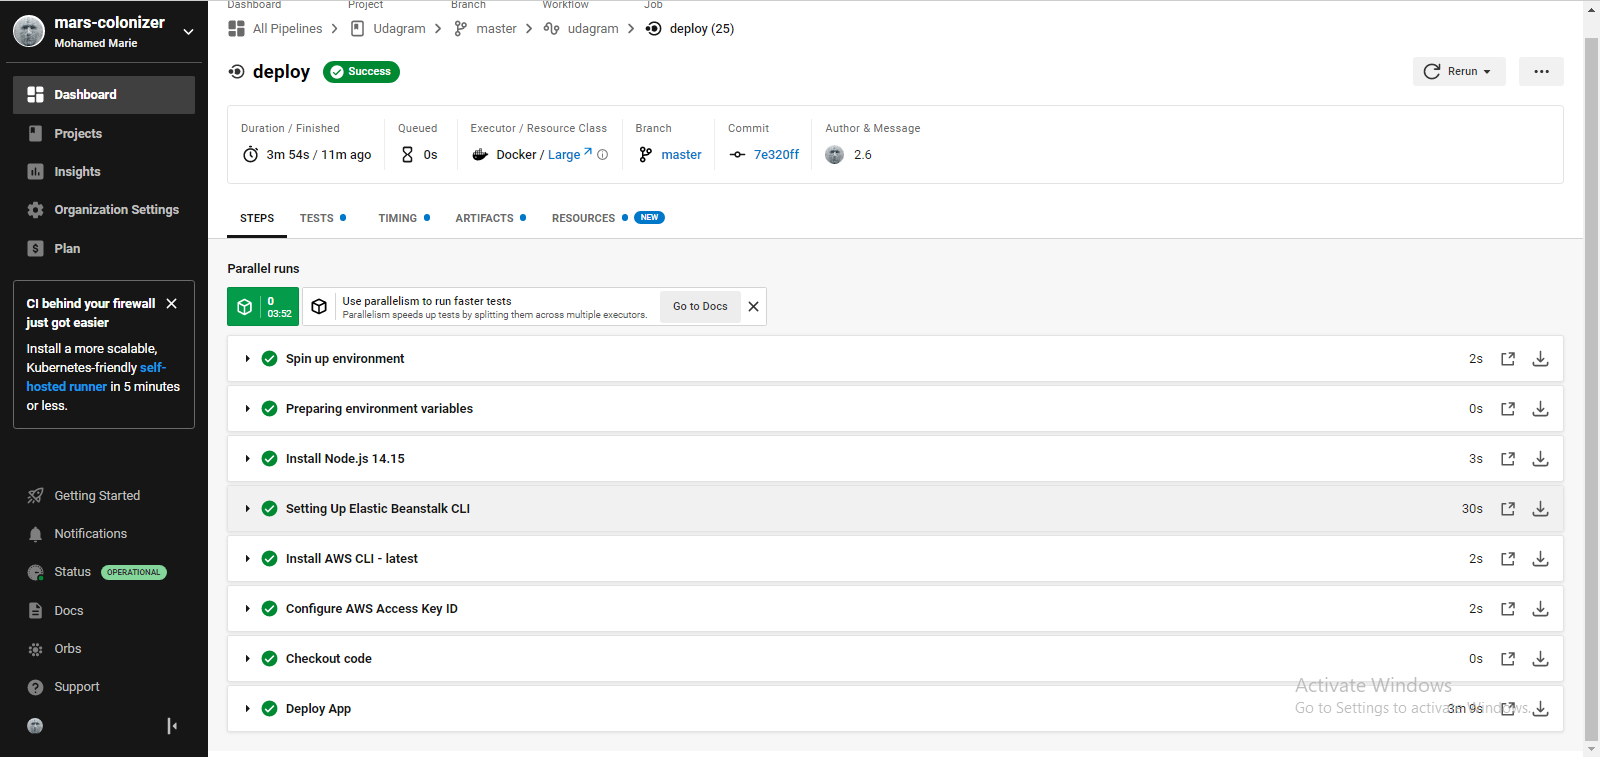 mars-colonizer
Mohamed Marie
Dashboard
Projects
Insights
Organization Settings
$ Plan
CI behind your firewall
just got easier
Install a more scalable,
Kubernetes-friendly self-
hosted runner in 5 minutes
or less.
Getting Started
Notifications
Status OPERATIONAL
Docs
Orbs
? Support
Dashboard Project Branch Workflow Job
All Pipelines Udagram master udagram deploy (25)
deploy Success
Rerun
Duration / Finished Queued Executor / Resource Class Branch Commit Author & Message
3m 54s / 11m ago 0s Docker / Large master 7e320ff 2.6
STEPS TESTS TIMING ARTIFACTS RESOURCES NEW
Parallel runs
0
03:52
Use parallelism to run faster tests
Parallelism speeds up tests by splitting them across multiple executors.
Go to Docs
Spin up environment 2s
Preparing environment variables 0s
Install Node.js 14.15 3s
Setting Up Elastic Beanstalk CLI 30s
Install AWS CLI - latest 2s
Configure AWS Access Key ID 2s
Checkout code 0s
Deploy App 3m 9s
Activate Windows
Go to Settings to activate Windows.